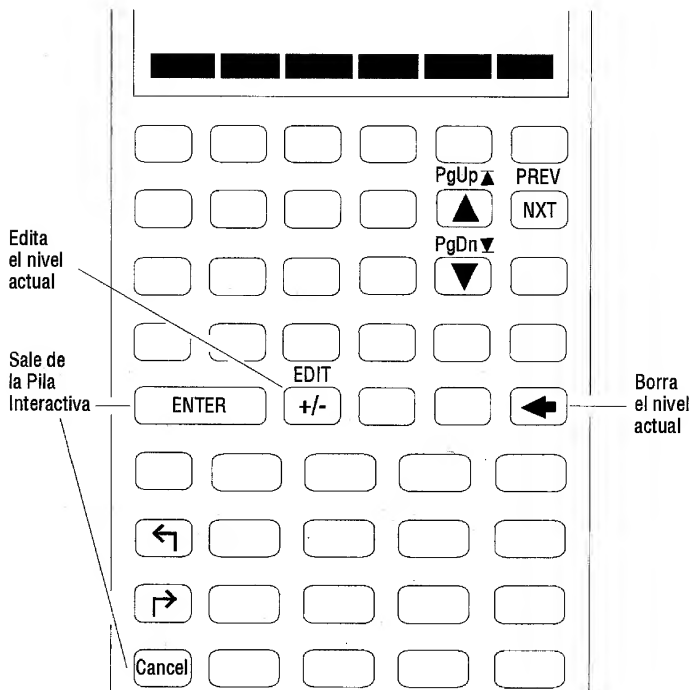 PgUp PREV
NXT
PgDn
Edita
el nivel
actual
Sale de
la Pila
Interactiva
EDIT
ENTER
+/-
Borra
el nivel
actual
Cancel